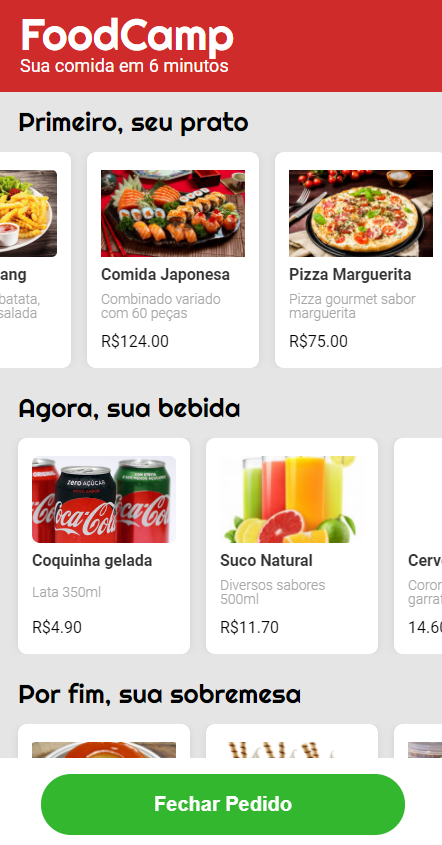 FoodCamp
Sua comida em 6 minutos
Primeiro, seu prato
ang
batata,
salada
Comida Japonesa
Combinado variado
com 60 peças
R$124.00
Pizza Marguerita
Pizza gourmet sabor
marguerita
R$75.00
Agora, sua bebida
ZERO AÇÚCAR
Coca-Cola
Coca-Cola
Coquinha gelada
Lata 350ml
R$4.90
Suco Natural
Diversos sabores
500ml
R$11.70
Cerv
Coron
garraf
14.60
Por fim, sua sobremesa
Fechar Pedido